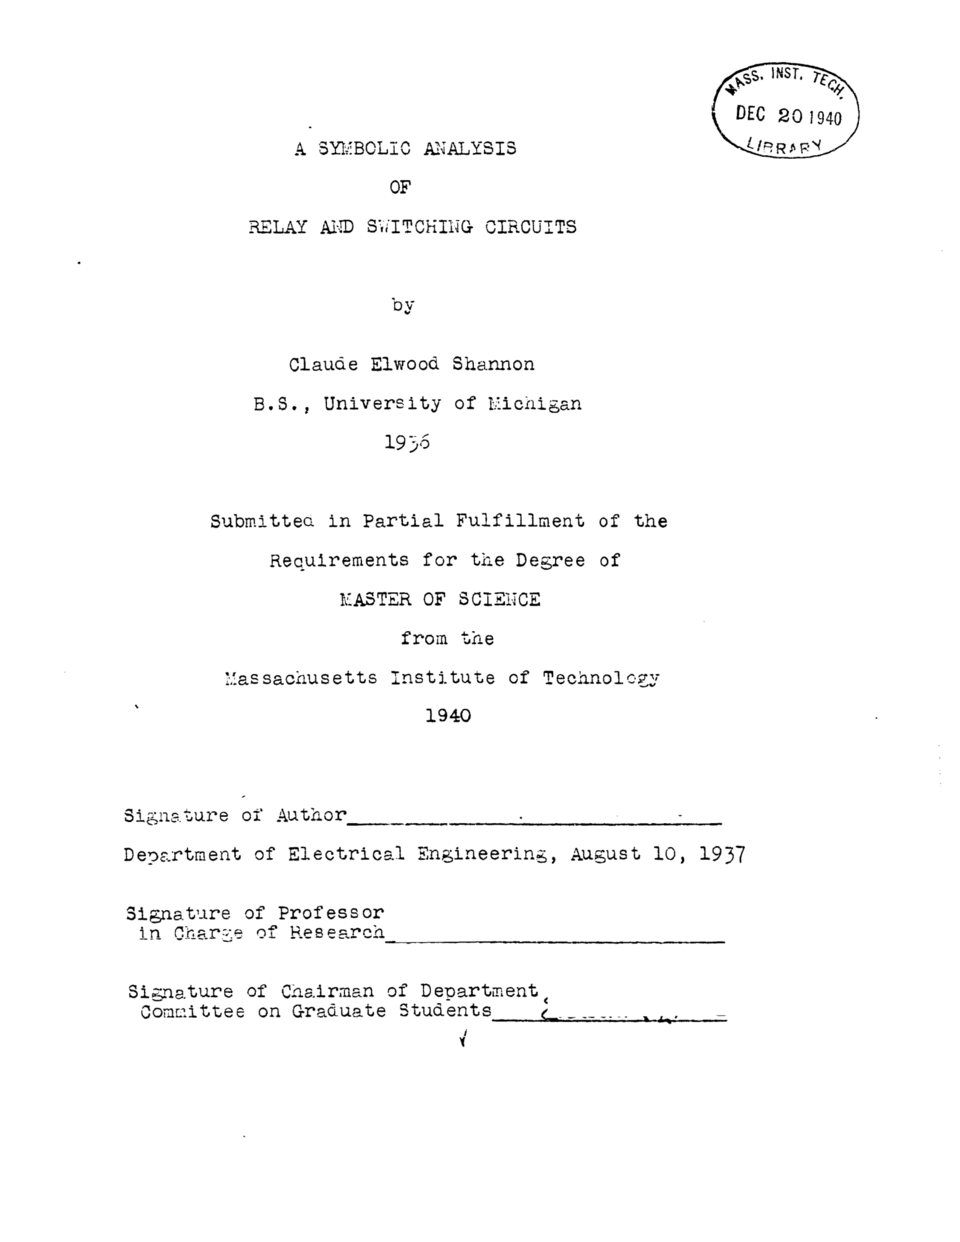 MASS. INST. TECH.
DEC 20 1940
LIBRARY
A SYMBOLIC ANALYSIS
OF
RELAY AND SWITCHING CIRCUITS
by
Claude Elwood Shannon
B.S., University of Michigan
1936
Submitted in Partial Fulfillment of the
Requirements for the Degree of
MASTER OF SCIENCE
from the
Massachusetts Institute of Technology
1940
Signature of Author
Department of Electrical Engineering, August 10, 1937
Signature of Professor
in Charge of Research
Signature of Chairman of Department
Committee on Graduate Students